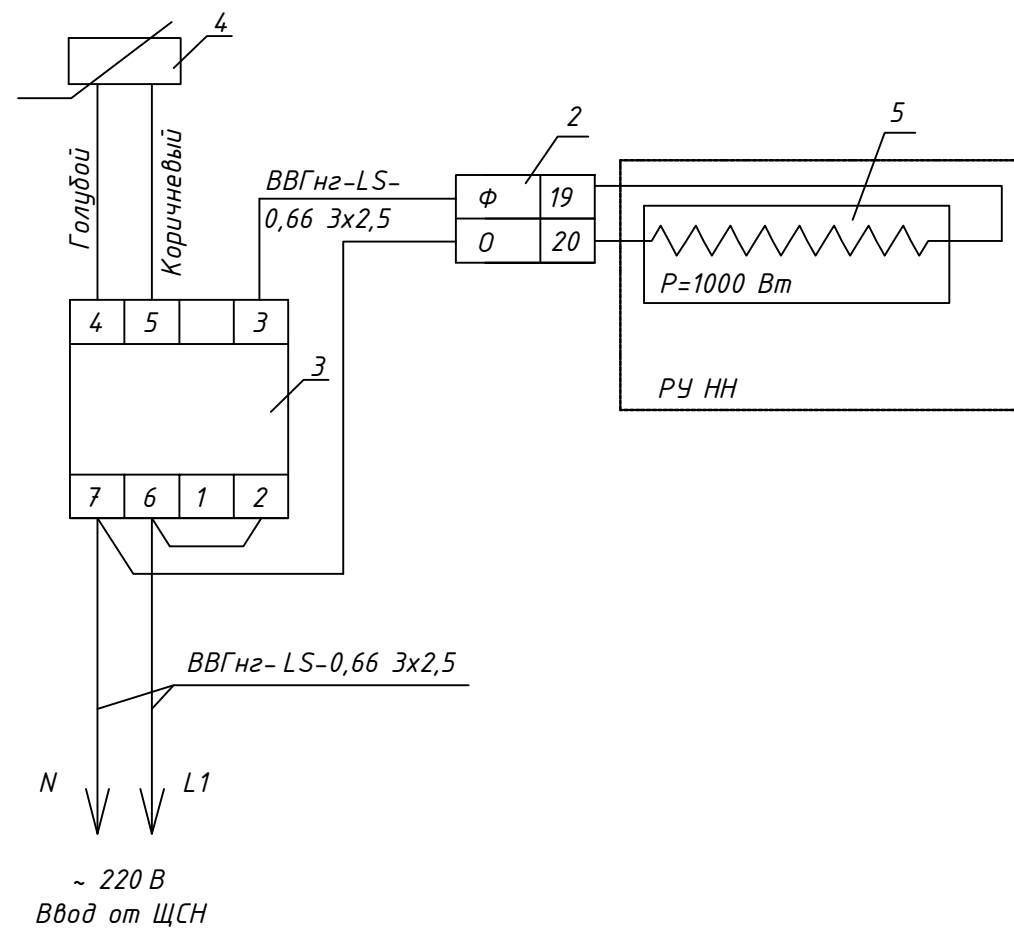 4
Голубой
Коричневый
ВВГнг-LS-
0,66 3х2,5
2
5
Ф 19
О 20
Р=1000 Вт
РУ НН
4 5 3
3
7 6 1 2
ВВГнг-LS-0,66 3х2,5
N L1
~ 220 В
Ввод от ЩСН